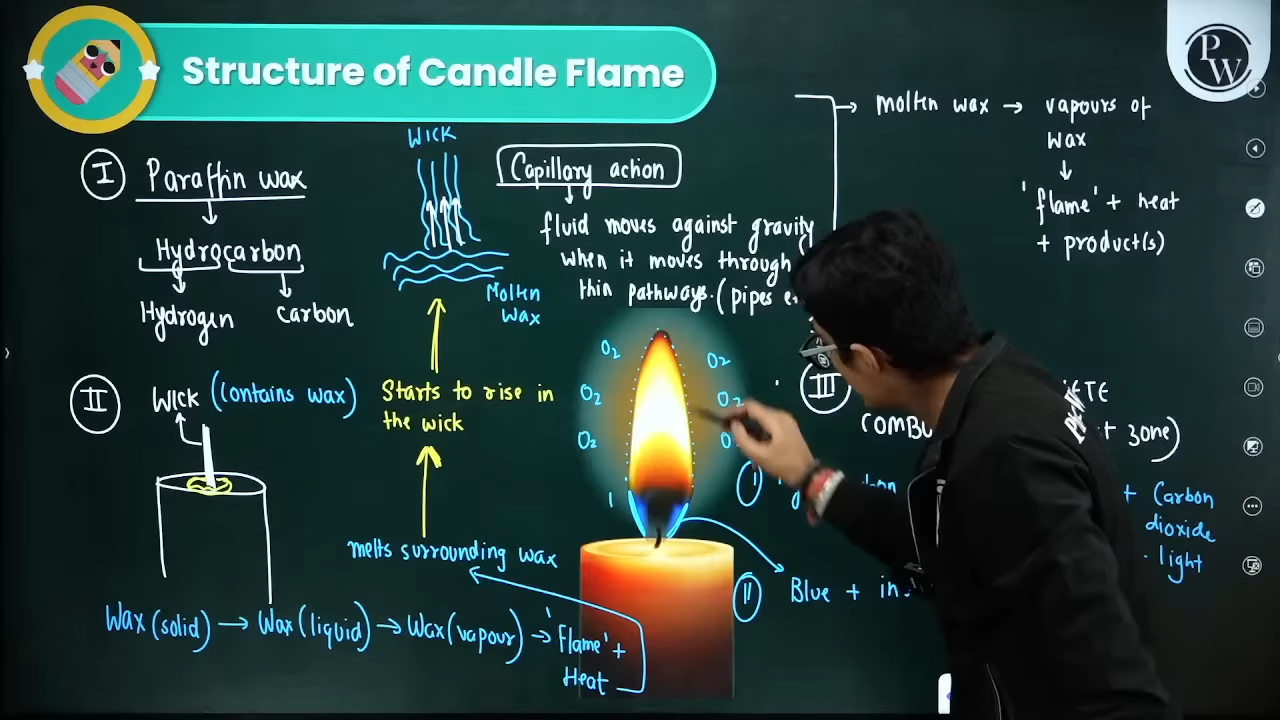 Structure of Candle Flame
PW
I Paraffin wax
Hydrocarbon
Hydrogen carbon
WICK
Molten
wax
Capillary action
fluid moves against gravity
when it moves through
thin pathways. (pipes
molten wax → vapours of
wax
'flame' + heat
+ product(s)
II WICK (contains wax)
Starts to rise in
the wick
melts surrounding wax
Wax (solid) → Wax (liquid) → Wax (vapour) → 'Flame' +
Heat
O2 O2
O2 O2
O2
III
zone)
I
+ Carbon
dioxide
light
II Blue +